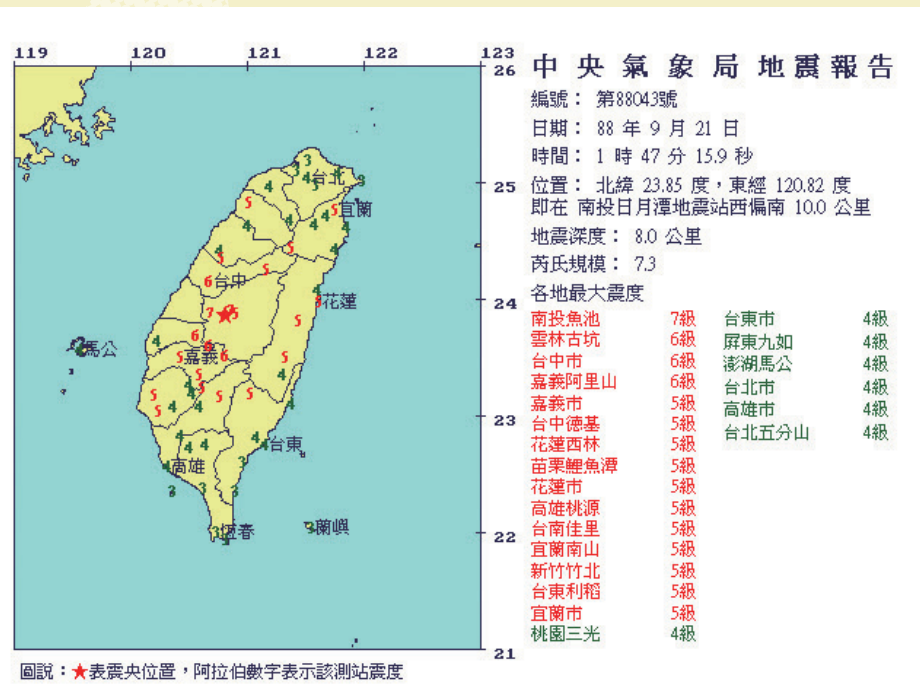 119 120 121 122 123
中央氣象局地震報告
編號： 第88043號
日期： 88 年 9 月 21 日
時間： 1 時 47 分 15.9 秒
位置： 北緯 23.85 度，東經 120.82 度
即在 南投日月潭地震站西偏南 10.0 公里
地震深度： 8.0 公里
芮氏規模： 7.3
各地最大震度
南投魚池 7級 台東市 4級
雲林古坑 6級 屏東九如 4級
台中市 6級 澎湖馬公 4級
嘉義阿里山 6級 台北市 4級
嘉義市 5級 高雄市 4級
台中德基 5級 台北五分山 4級
花蓮西林 5級
苗栗鯉魚潭 5級
花蓮市 5級
高雄桃源 5級
台南佳里 5級
宜蘭南山 5級
新竹竹北 5級
台東利稻 5級
宜蘭市 5級
桃園三光 4級
26
25
24
23
22
21
台北
宜蘭
台中
花蓮
馬公
嘉義
台東
高雄
恆春
蘭嶼
圖說：★表震央位置，阿拉伯數字表示該測站震度